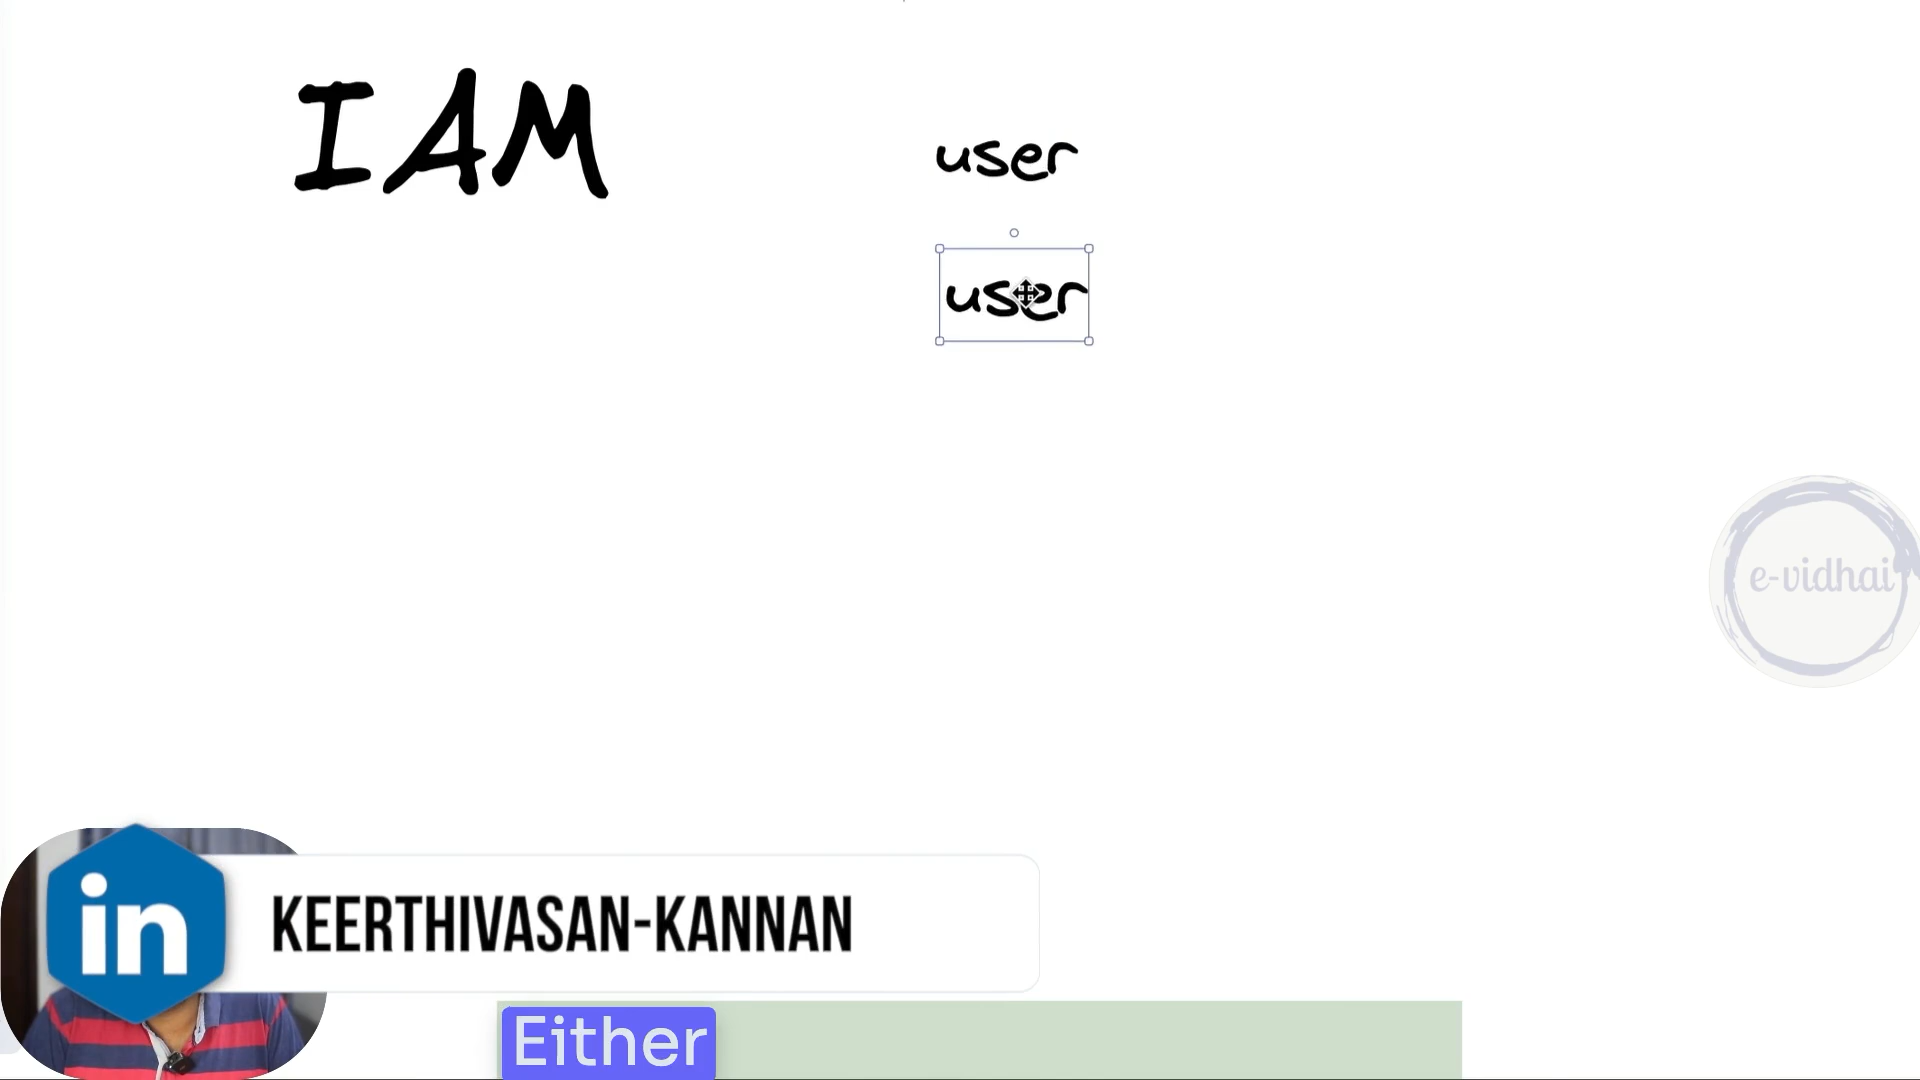 IAM
user
user
e-vidhai
in
KEERTHIVASAN-KANNAN
Either